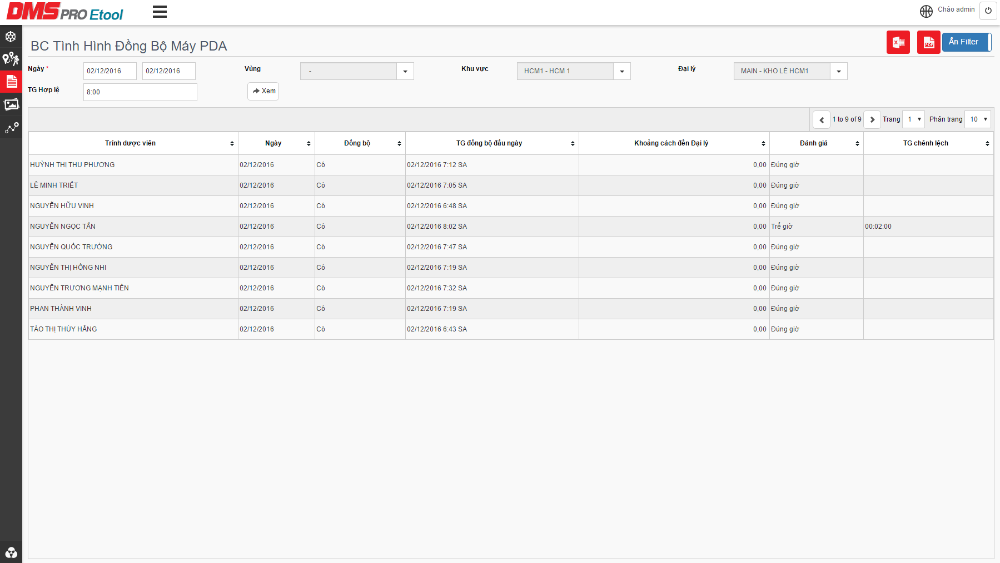 DMS PRO Etool
Chào admin
BC Tình Hình Đồng Bộ Máy PDA
PDF
Ẩn Filter
Ngày *
02/12/2016
02/12/2016
Vùng
-
Khu vực
HCM1 - HCM 1
Đại lý
MAIN - KHO LẺ HCM1
TG Hợp lệ
8:00
Xem
1 to 9 of 9
Trang
1
Phân trang
10
Trình dược viên Ngày Đồng bộ TG đồng bộ đầu ngày Khoảng cách đến Đại lý Đánh giá TG chênh lệch
HUỲNH THỊ THU PHƯƠNG 02/12/2016 Có 02/12/2016 7:12 SA 0,00 Đúng giờ
LÊ MINH TRIẾT 02/12/2016 Có 02/12/2016 7:05 SA 0,00 Đúng giờ
NGUYỄN HỮU VINH 02/12/2016 Có 02/12/2016 6:48 SA 0,00 Đúng giờ
NGUYỄN NGỌC TẤN 02/12/2016 Có 02/12/2016 8:02 SA 0,00 Trễ giờ 00:02:00
NGUYỄN QUỐC TRƯỜNG 02/12/2016 Có 02/12/2016 7:47 SA 0,00 Đúng giờ
NGUYỄN THỊ HỒNG NHI 02/12/2016 Có 02/12/2016 7:19 SA 0,00 Đúng giờ
NGUYỄN TRƯƠNG MẠNH TIẾN 02/12/2016 Có 02/12/2016 7:32 SA 0,00 Đúng giờ
PHAN THÀNH VINH 02/12/2016 Có 02/12/2016 7:19 SA 0,00 Đúng giờ
TÀO THỊ THÚY HẰNG 02/12/2016 Có 02/12/2016 6:43 SA 0,00 Đúng giờ